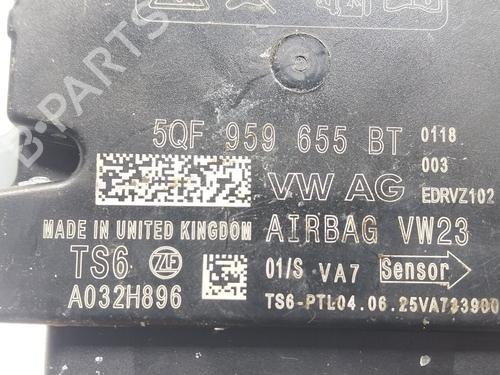 B-PARTS
5QF 959 655 BT 0118
003
VW AG EDRVZ102
MADE IN UNITED KINGDOM AIRBAG VW23
TS6 ZF 01/S VA7 Sensor
A032H896 TS6-PTL04.06.25VA733900